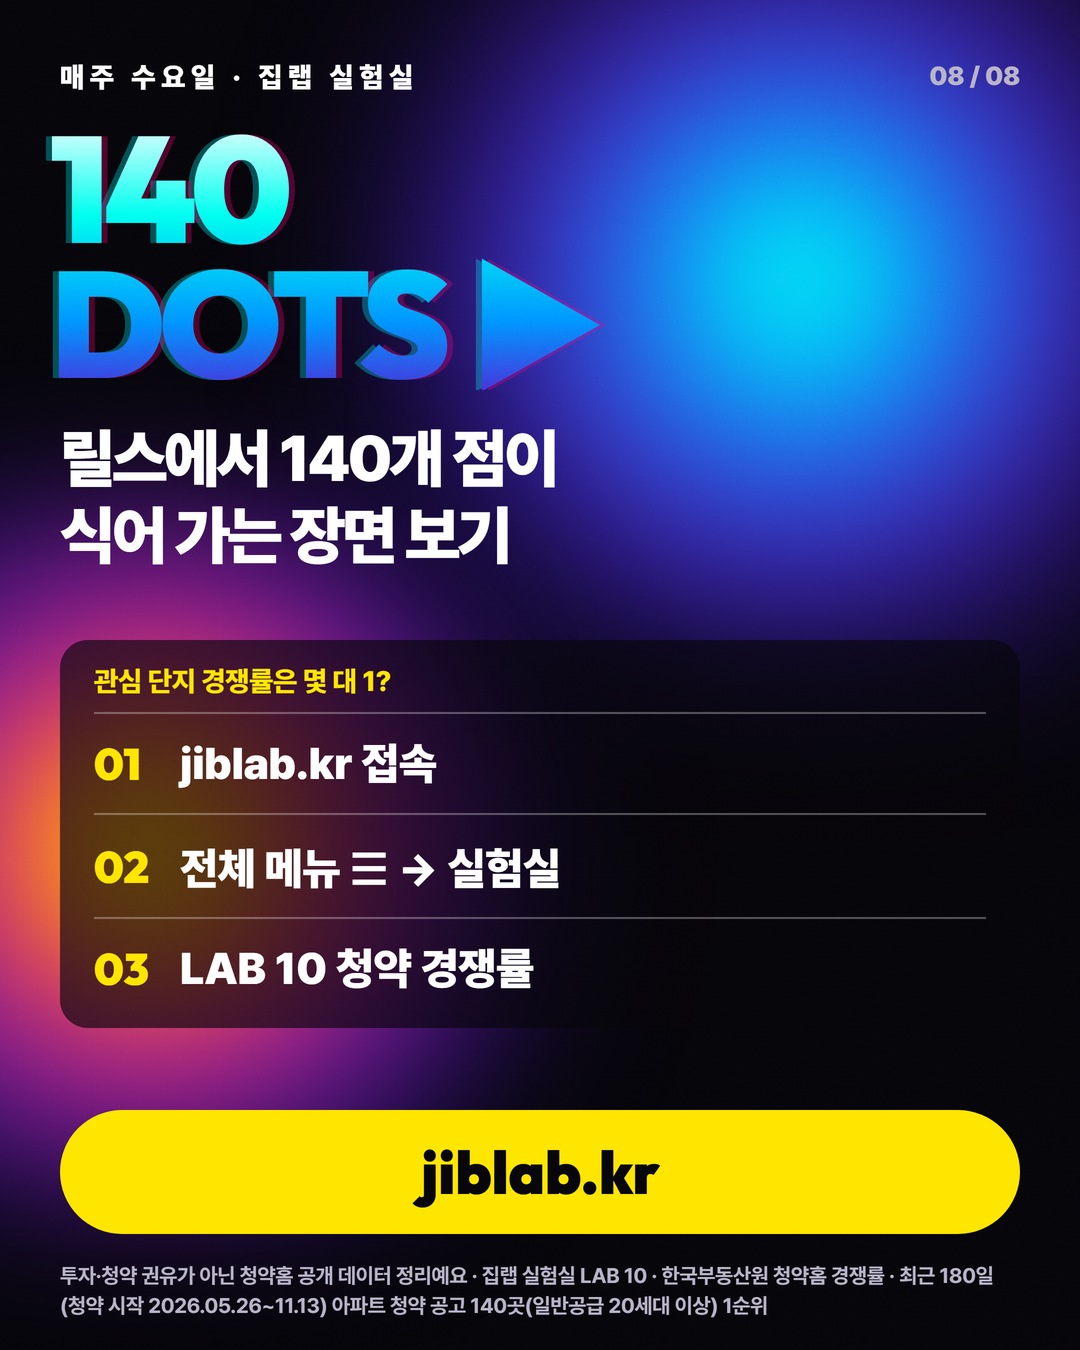 매주 수요일 · 집랩 실험실
08 / 08
140
DOTS
릴스에서 140개 점이
식어 가는 장면 보기
관심 단지 경쟁률은 몇 대 1?
01 jiblab.kr 접속
02 전체 메뉴 ☰ → 실험실
03 LAB 10 청약 경쟁률
jiblab.kr
투자·청약 권유가 아닌 청약홈 공개 데이터 정리예요 · 집랩 실험실 LAB 10 · 한국부동산원 청약홈 경쟁률 · 최근 180일
(청약 시작 2026.05.26~11.13) 아파트 청약 공고 140곳(일반공급 20세대 이상) 1순위